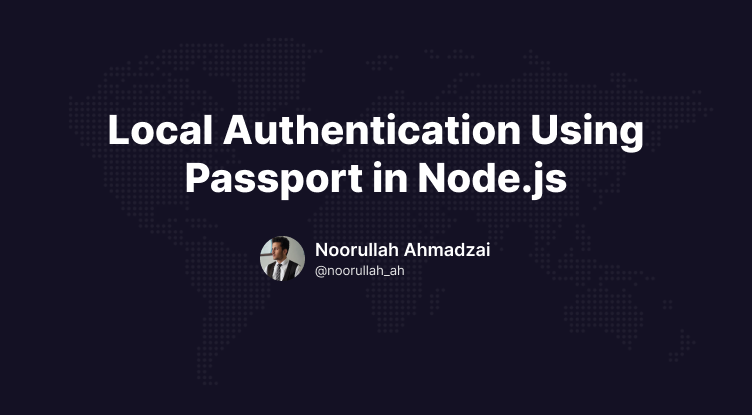 Local Authentication Using
Passport in Node.js
Noorullah Ahmadzai
@noorullah_ah